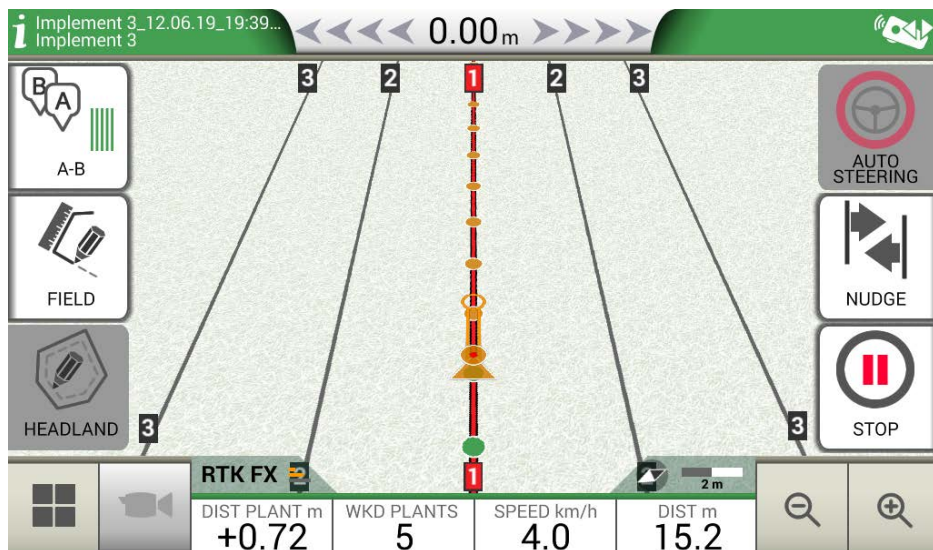 Implement 3_12.06.19_19:39...
Implement 3
0.00 m
3
2
1
2
3
B
A
A-B
AUTO
STEERING
FIELD
NUDGE
HEADLAND
STOP
3
3
RTK FX
1
2 m
DIST PLANT m
WKD PLANTS
SPEED km/h
DIST m
+0.72
5
4.0
15.2